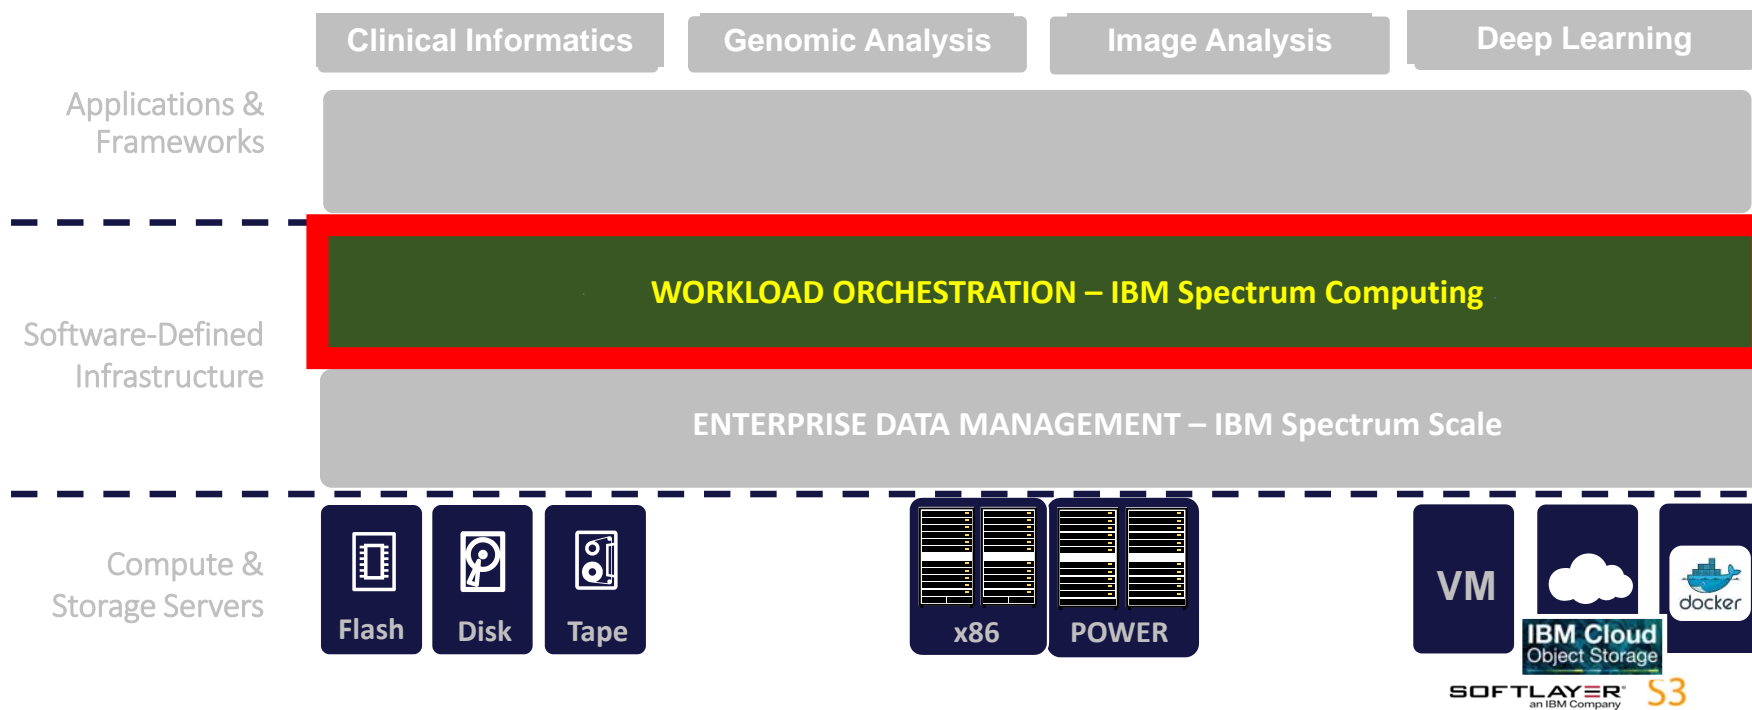 Clinical Informatics
Genomic Analysis
Image Analysis
Deep Learning
Applications &
Frameworks
WORKLOAD ORCHESTRATION – IBM Spectrum Computing
Software-Defined
Infrastructure
ENTERPRISE DATA MANAGEMENT – IBM Spectrum Scale
Compute &
Storage Servers
Flash
Disk
Tape
x86
POWER
VM
docker
IBM Cloud
Object Storage
SOFTLAYER®
an IBM Company
S3